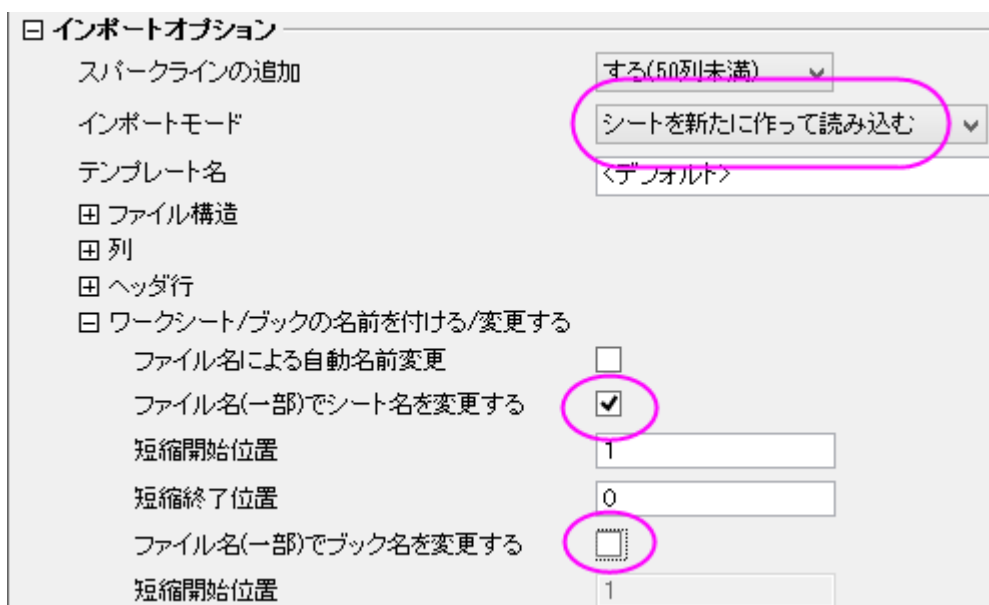 インポートオプション
スパークラインの追加 する(50列未満)
インポートモード シートを新たに作って読み込む
テンプレート名 <デフォルト>
ファイル構造
列
ヘッダ行
ワークシート/ブックの名前を付ける/変更する
ファイル名による自動名前変更
ファイル名(一部)でシート名を変更する
短縮開始位置 1
短縮終了位置 0
ファイル名(一部)でブック名を変更する
短縮開始位置 1